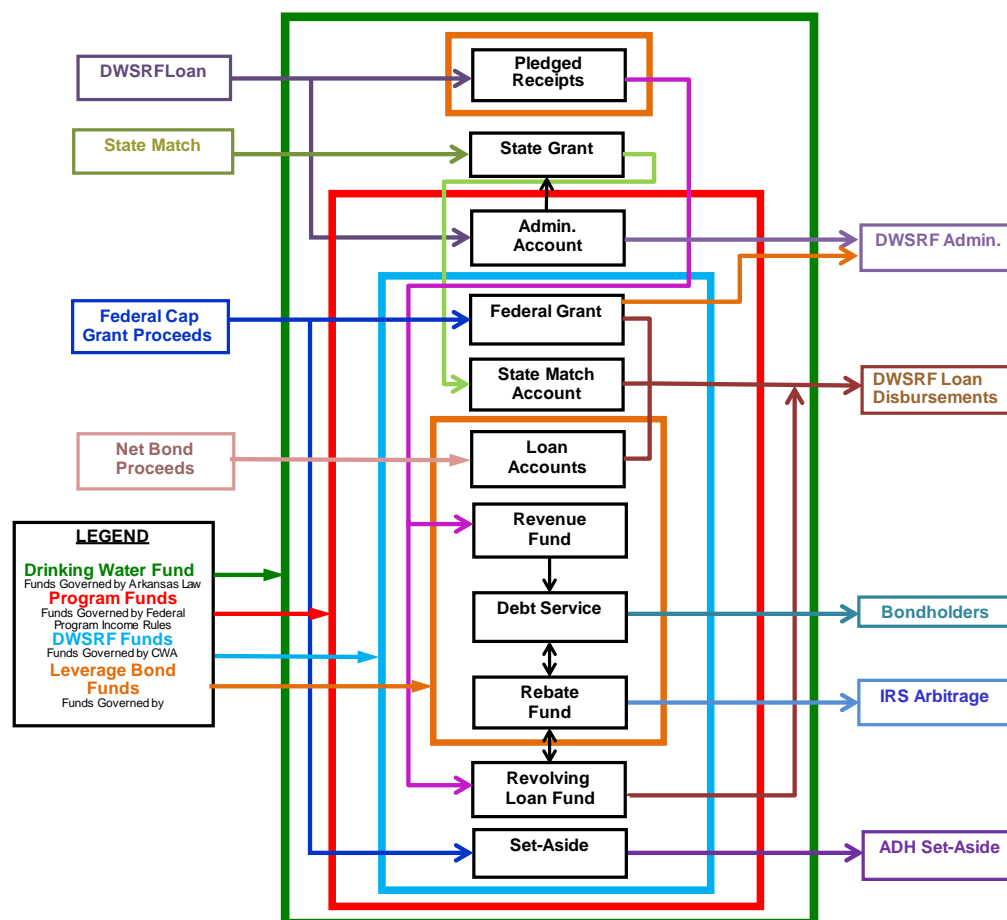 DWSRFLoan
Pledged
Receipts
State Match
State Grant
Admin.
Account
DWSRF Admin.
Federal Cap
Grant Proceeds
Federal Grant
State Match
Account
DWSRF Loan
Disbursements
Net Bond
Proceeds
Loan
Accounts
Revenue
Fund
LEGEND
Drinking Water Fund
Funds Governed by Arkansas Law
Program Funds
Funds Governed by Federal
Program Income Rules
DWSRF Funds
Funds Governed by CWA
Leverage Bond
Funds
Funds Governed by
Debt Service
Bondholders
Rebate
Fund
IRS Arbitrage
Revolving
Loan Fund
Set-Aside
ADH Set-Aside